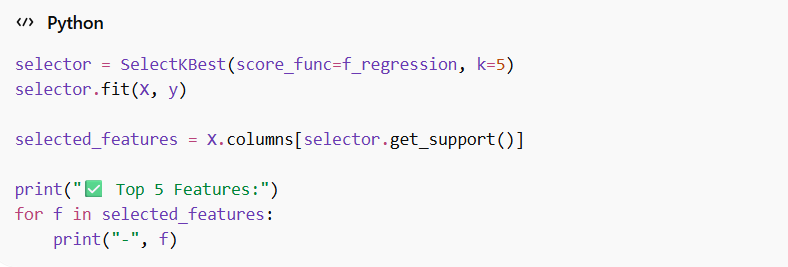 </> Python
selector = SelectKBest(score_func=f_regression, k=5)
selector.fit(X, y)
selected_features = X.columns[selector.get_support()]
print("✅ Top 5 Features:")
for f in selected_features:
    print("-", f)